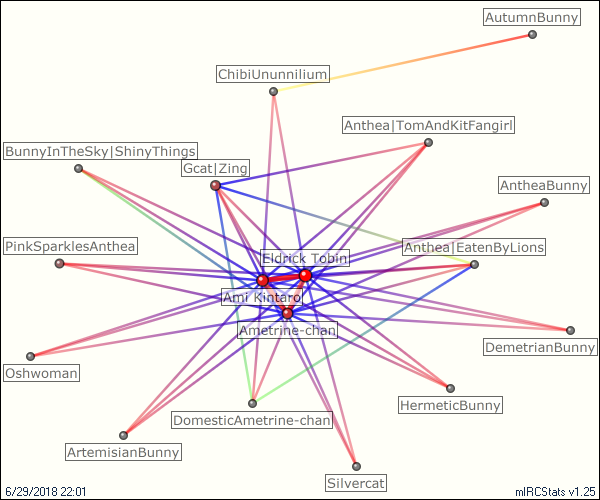 AutumnBunny
ChibiUnunnilium
Anthea|TomAndKitFangirl
BunnyInTheSky|ShinyThings
Gcat|Zing
AntheaBunny
PinkSparklesAnthea
Anthea|EatenByLions
Eldrick Tobin
Ami Kintaro
Ametrine-chan
DemetrianBunny
Oshwoman
HermeticBunny
DomesticAmetrine-chan
ArtemisianBunny
Silvercat
6/29/2018 22:01
mIRCStats v1.25